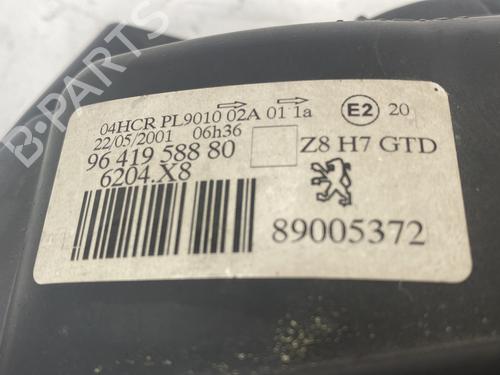 04HCR PL9010 02A 01 1a
E2 20
22/05/2001 06h36
96 419 588 80
Z8 H7 GTD
6204.X8
89005372
B-PARTS